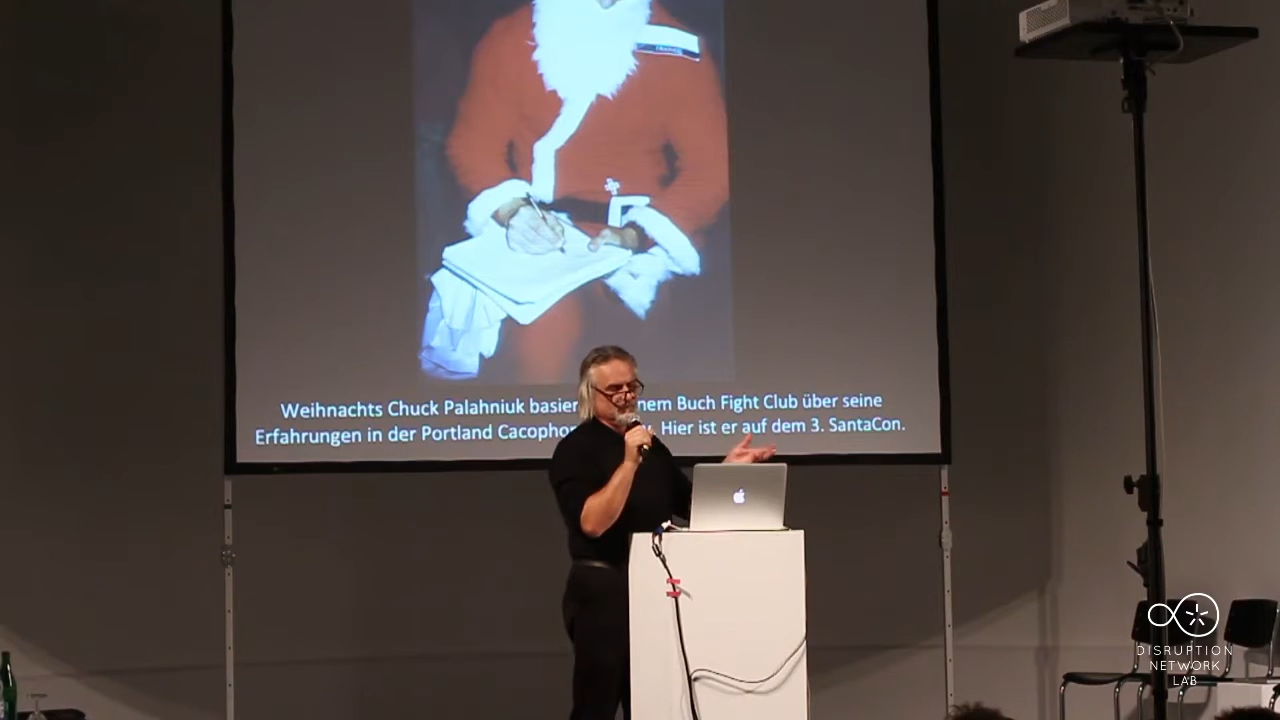 Weihnachts Chuck Palahniuk basier nem Buch Fight Club über seine
Erfahrungen in der Portland Cacopho y. Hier ist er auf dem 3. SantaCon.
DISRUPTION
NETWORK
LAB